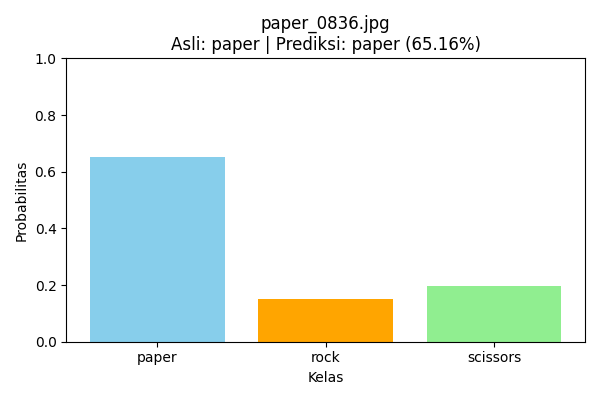 paper_0836.jpg
Asli: paper | Prediksi: paper (65.16%)
Probabilitas
1.0
0.8
0.6
0.4
0.2
0.0
paper rock scissors
Kelas